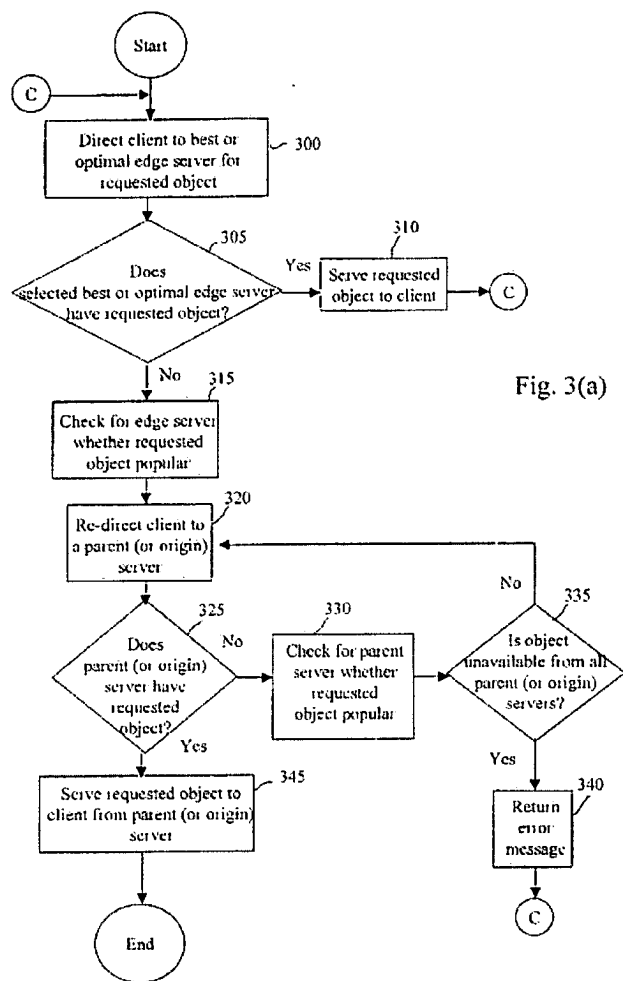 Start
C
Direct client to best or
optimal edge server for
requested object
300
305
Does
selected best or optimal edge server
have requested object?
Yes
310
Serve requested
object to client
C
No
315
Fig. 3(a)
Check for edge server
whether requested
object popular
320
Re-direct client to
a parent (or origin)
server
No
325
Does
parent (or origin)
server have
requested
object?
No
330
Check for parent
server whether
requested
object popular
335
Is object
unavailable from all
parent (or origin)
servers?
Yes
345
Serve requested object to
client from parent (or origin)
server
Yes
340
Return
error
message
C
End